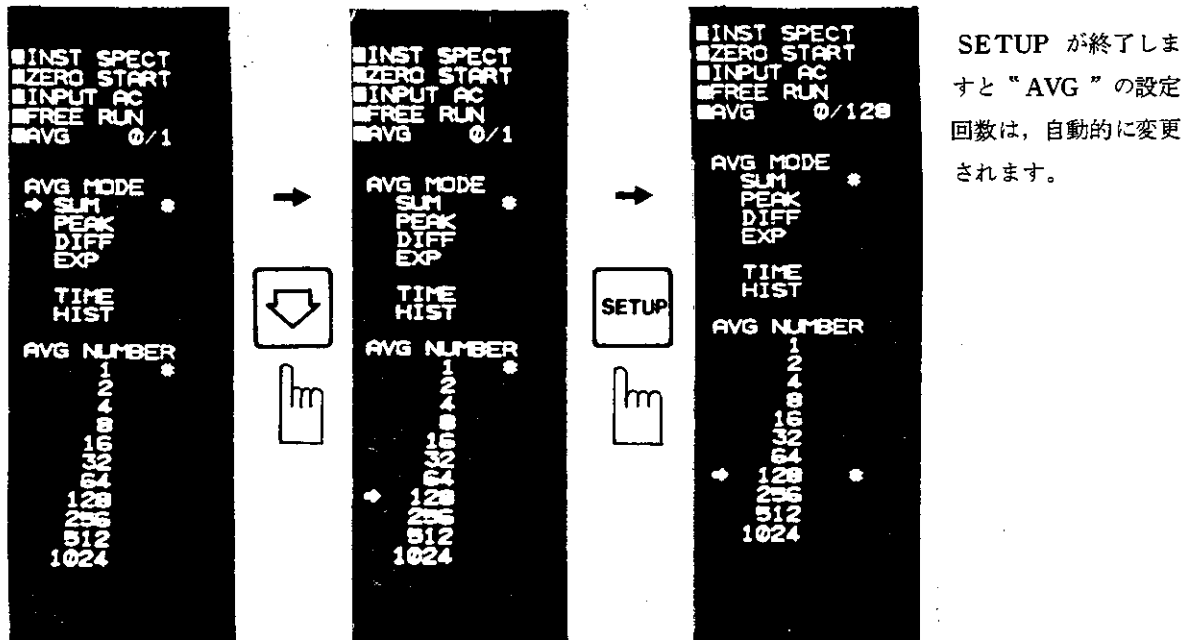 ■INST SPECT
■ZERO START
■INPUT AC
■FREE RUN
■AVG 0/1
AVG MODE
➔ SUM *
PEAK
DIFF
EXP
TIME
HIST
AVG NUMBER
1 *
2
4
8
16
32
64
128
256
512
1024
■INST SPECT
■ZERO START
■INPUT AC
■FREE RUN
■AVG 0/1
AVG MODE
SUM *
PEAK
DIFF
EXP
TIME
HIST
AVG NUMBER
1 *
2
4
8
16
32
64
➔ 128
256
512
1024
SETUP
■INST SPECT
■ZERO START
■INPUT AC
■FREE RUN
■AVG 0/128
AVG MODE
SUM *
PEAK
DIFF
EXP
TIME
HIST
AVG NUMBER
1
2
4
8
16
32
64
➔ 128 *
256
512
1024
SETUP が終了しま
すと“AVG”の設定
回数は，自動的に変更
されます。